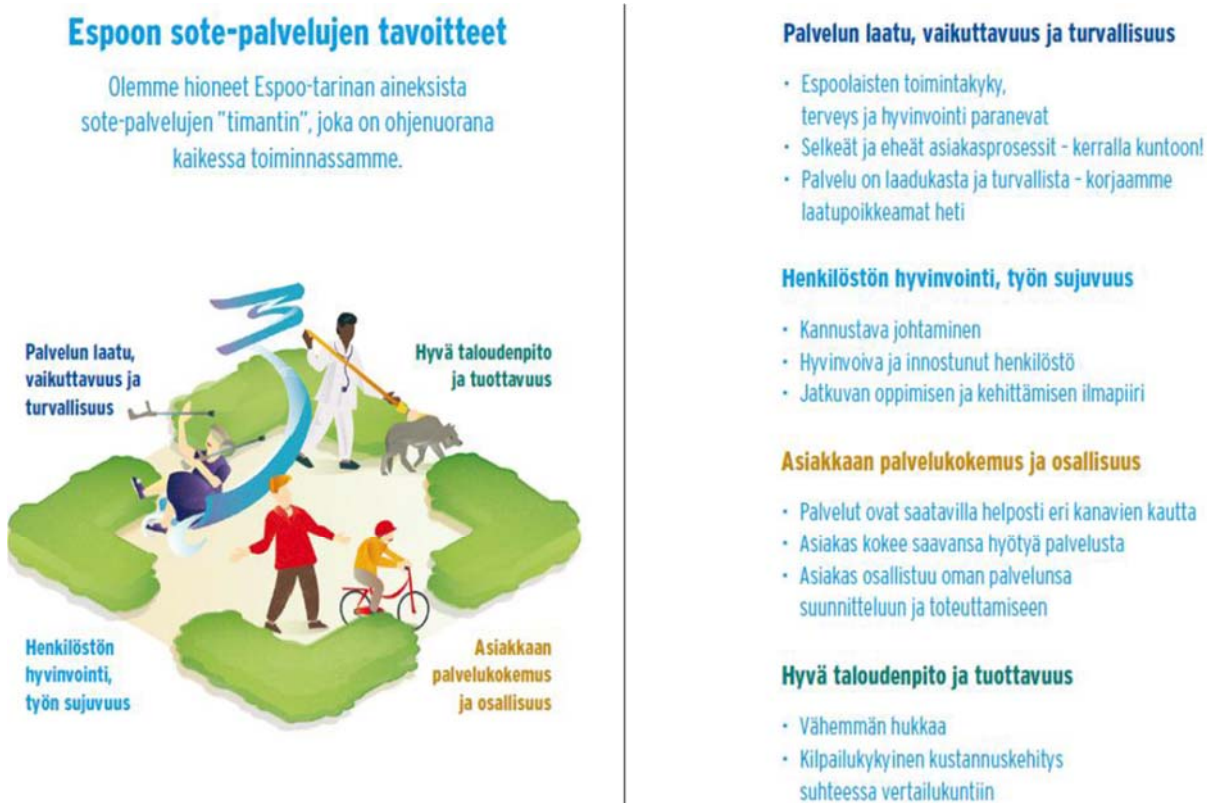 Espoon sote-palvelujen tavoitteet
Olemme hioneet Espoo-tarinan aineksista
sote-palvelujen "timantin", joka on ohjenuorana
kaikessa toiminnassamme.
Palvelun laatu,
vaikuttavuus ja
turvallisuus
Hyvä taloudenpito
ja tuottavuus
Henkilöstön
hyvinvointi,
työn sujuvuus
Asiakkaan
palvelukokemus
ja osallisuus
Palvelun laatu, vaikuttavuus ja turvallisuus
• Espoolaisten toimintakyky,
terveys ja hyvinvointi paranevat
• Selkeät ja eheät asiakasprosessit - kerralla kuntoon!
• Palvelu on laadukasta ja turvallista - korjaamme
laatupoikkeamat heti
Henkilöstön hyvinvointi, työn sujuvuus
• Kannustava johtaminen
• Hyvinvoiva ja innostunut henkilöstö
• Jatkuvan oppimisen ja kehittämisen ilmapiiri
Asiakkaan palvelukokemus ja osallisuus
• Palvelut ovat saatavilla helposti eri kanavien kautta
• Asiakas kokee saavansa hyötyä palvelusta
• Asiakas osallistuu oman palvelunsa
suunnitteluun ja toteuttamiseen
Hyvä taloudenpito ja tuottavuus
• Vähemmän hukkaa
• Kilpailukykyinen kustannuskehitys
suhteessa vertailukuntiin